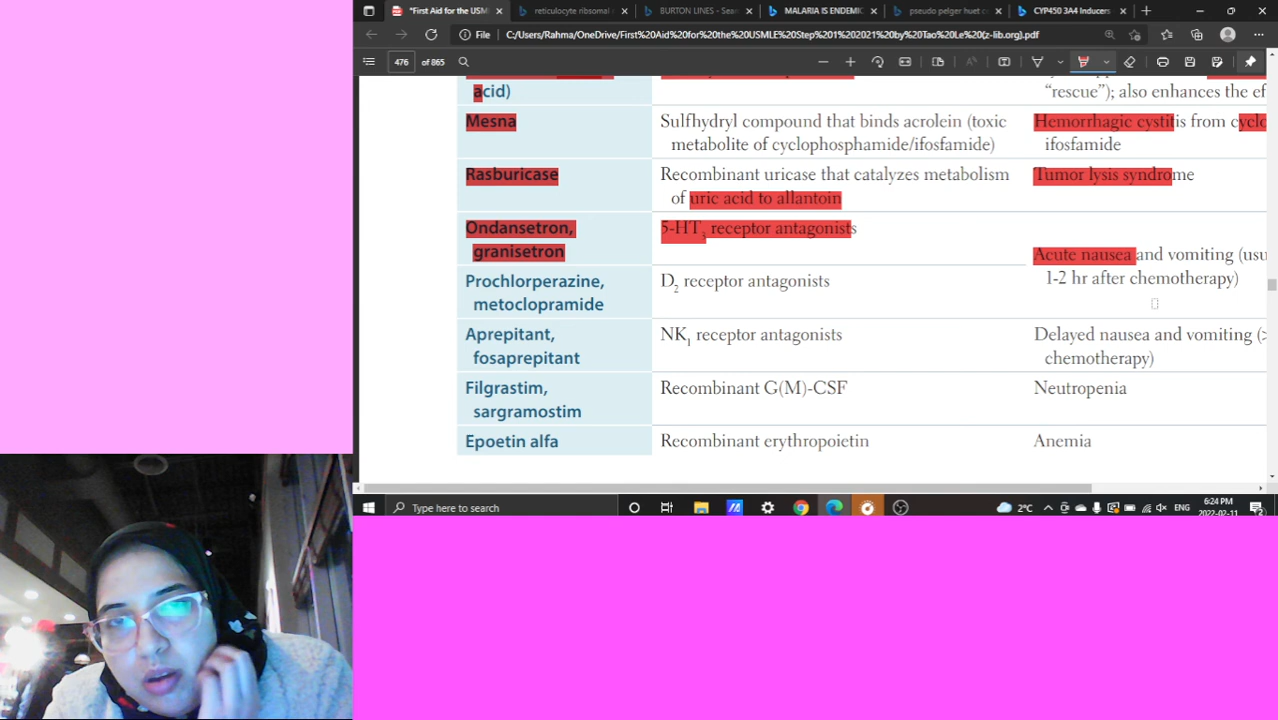 "First Aid for the USM
reticulocyte ribsomal
BURTON LINES - Sea
MALARIA IS ENDEMIC
pseudo pelger huet c
CYP450 3A4 Inducers
File C:/Users/Rahma/OneDrive/First%20Aid%20for%20the%20USMLE%20Step%201%202021%20by%20Tao%20Le%20(z-lib.org).pdf
476 of 865
acid)
"rescue"); also enhances the ef
Mesna
Sulfhydryl compound that binds acrolein (toxic
metabolite of cyclophosphamide/ifosfamide)
Hemorrhagic cystitis from cyclo
ifosfamide
Rasburicase
Recombinant uricase that catalyzes metabolism
of uric acid to allantoin
Tumor lysis syndrome
Ondansetron,
granisetron
5-HT3 receptor antagonists
Acute nausea and vomiting (usu
1-2 hr after chemotherapy)
Prochlorperazine,
metoclopramide
D2 receptor antagonists
Aprepitant,
fosaprepitant
NK1 receptor antagonists
Delayed nausea and vomiting (>
chemotherapy)
Filgrastim,
sargramostim
Recombinant G(M)-CSF
Neutropenia
Epoetin alfa
Recombinant erythropoietin
Anemia
Type here to search
2°C
ENG
6:24 PM
2022-02-11